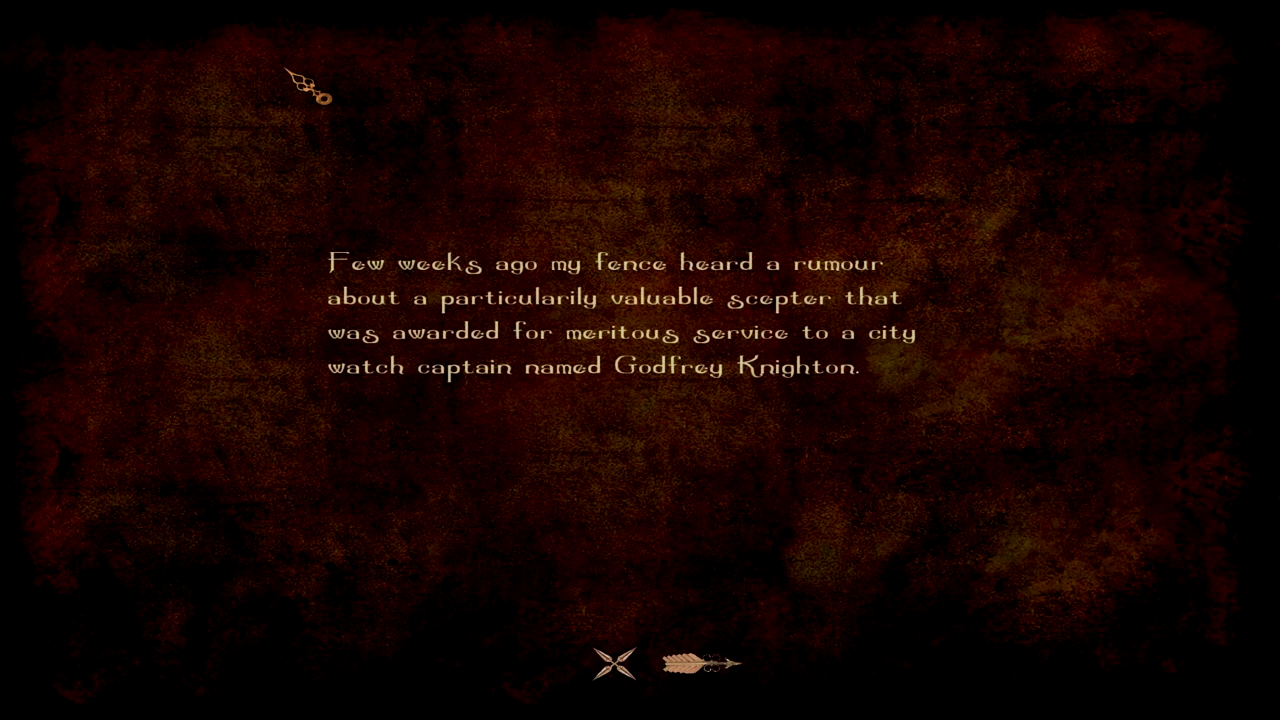 Few weeks ago my fence heard a rumour
about a particularily valuable scepter that
was awarded for meritous service to a city
watch captain named Godfrey Knighton.